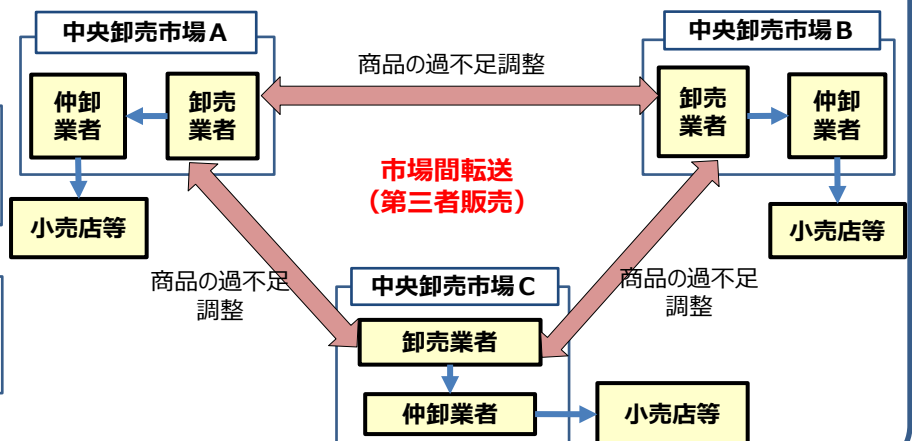 中央卸売市場A
中央卸売市場B
商品の過不足調整
仲卸
業者
卸売
業者
卸売
業者
仲卸
業者
市場間転送
(第三者販売)
小売店等
小売店等
商品の過不足
調整
中央卸売市場C
商品の過不足
調整
卸売業者
仲卸業者
小売店等